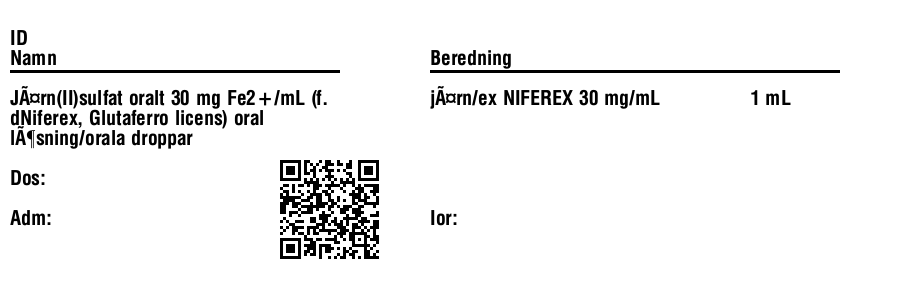 ID
Namn
Beredning
JÃ¤rn(II)sulfat oralt 30 mg Fe2+/mL (f.
dNiferex, Glutaferro licens) oral
lÃ¶sning/orala droppar
jÃ¤rn/ex NIFEREX 30 mg/mL 1 mL
Dos:
Adm:
Ior: